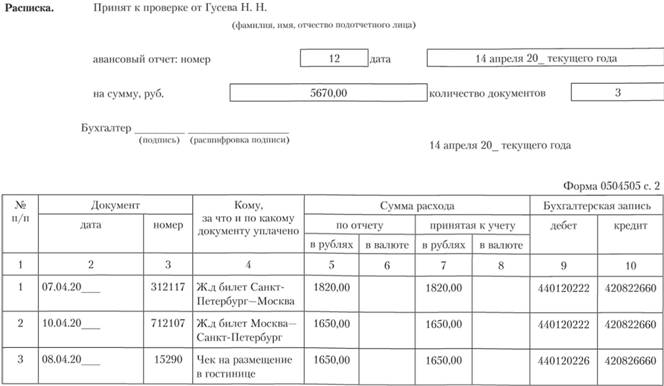 Расписка. Принят к проверке от Гусева Н. Н.
(фамилия, имя, отчество подотчетного лица)
авансовый отчет: номер 12 дата 14 апреля 20_ текущего года
на сумму, руб. 5670,00 количество документов 3
Бухгалтер ________ ________________
(подпись) (расшифровка подписи)
14 апреля 20_ текущего года
Форма 0504505 с. 2
№ п/п Документ Кому, за что и по какому документу уплачено Сумма расхода Бухгалтерская запись
дата номер по отчету принятая к учету дебет кредит
в рублях в валюте в рублях в валюте
1 2 3 4 5 6 7 8 9 10
1 07.04.20___ 312117 Ж.д билет Санкт-
Петербург—Москва 1820,00 1820,00 440120222 420822660
2 10.04.20___ 712107 Ж.д билет Москва—
Санкт-Петербург 1650,00 1650,00 440120222 420822660
3 08.04.20___ 15290 Чек на размещение
в гостинице 1650,00 1650,00 440120226 420826660